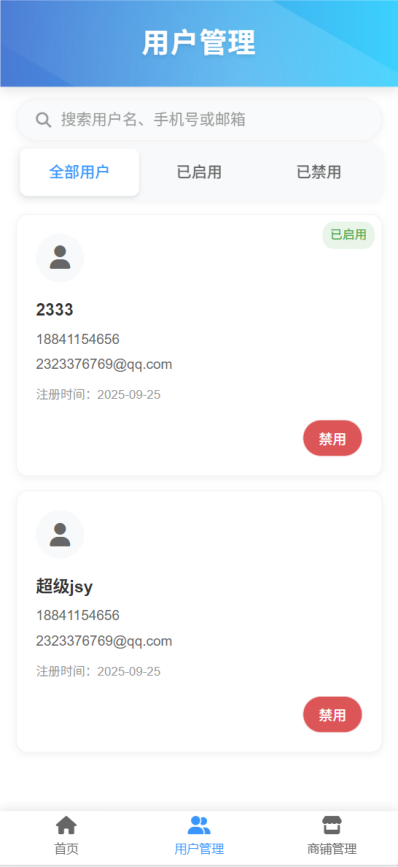 用户管理
搜索用户名、手机号或邮箱
全部用户 已启用 已禁用
已启用
2333
18841154656
2323376769@qq.com
注册时间：2025-09-25
禁用
超级jsy
18841154656
2323376769@qq.com
注册时间：2025-09-25
禁用
首页 用户管理 商铺管理